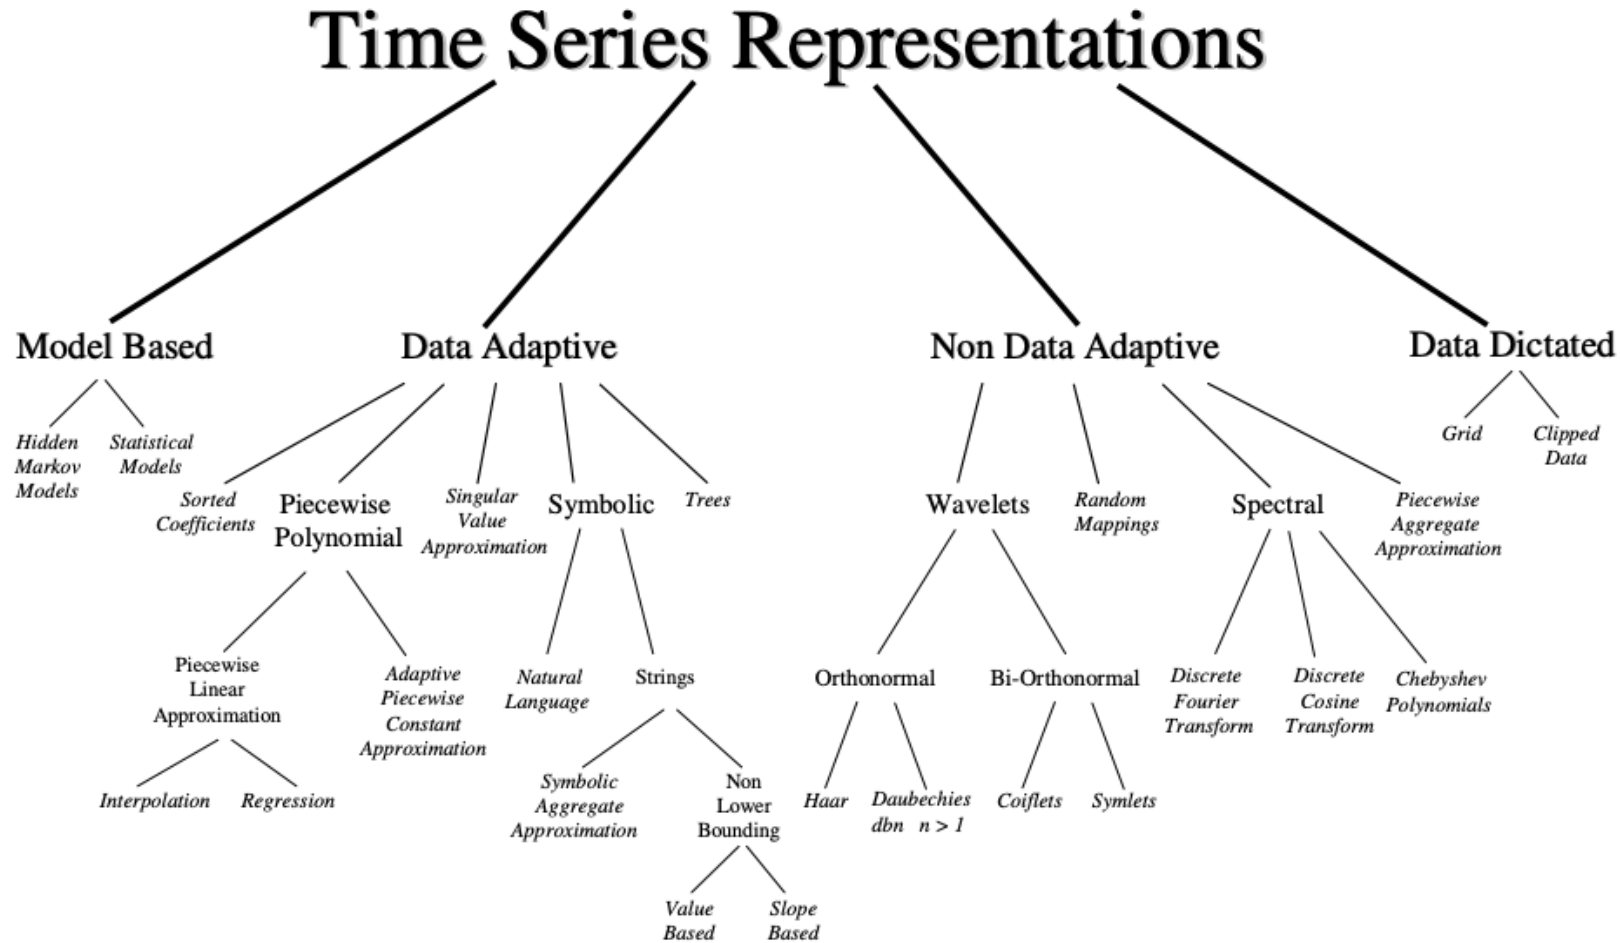 Time Series Representations
Model Based
Data Adaptive
Non Data Adaptive
Data Dictated
Hidden
Markov
Models
Statistical
Models
Grid
Clipped
Data
Sorted
Coefficients
Piecewise
Polynomial
Singular
Value
Approximation
Symbolic
Trees
Wavelets
Random
Mappings
Spectral
Piecewise
Aggregate
Approximation
Piecewise
Linear
Approximation
Adaptive
Piecewise
Constant
Approximation
Natural
Language
Strings
Orthonormal
Bi-Orthonormal
Discrete
Fourier
Transform
Discrete
Cosine
Transform
Chebyshev
Polynomials
Interpolation
Regression
Symbolic
Aggregate
Approximation
Non
Lower
Bounding
Haar
Daubechies
dbn n > 1
Coiflets
Symlets
Value
Based
Slope
Based